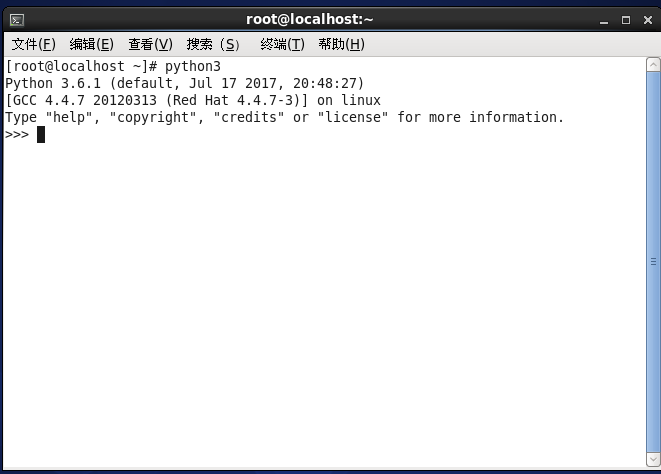 root@localhost:~
文件(F) 编辑(E) 查看(V) 搜索 (S) 终端(T) 帮助(H)
[root@localhost ~]# python3
Python 3.6.1 (default, Jul 17 2017, 20:48:27)
[GCC 4.4.7 20120313 (Red Hat 4.4.7-3)] on linux
Type "help", "copyright", "credits" or "license" for more information.
>>>